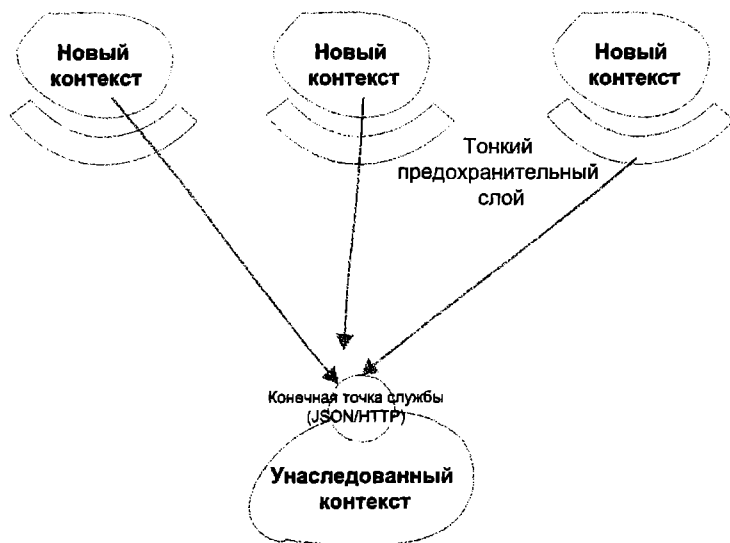 Новый
контекст
Новый
контекст
Новый
контекст
Тонкий
предохранительный
слой
Конечная точка службы
(JSON/HTTP)
Унаследованный
контекст